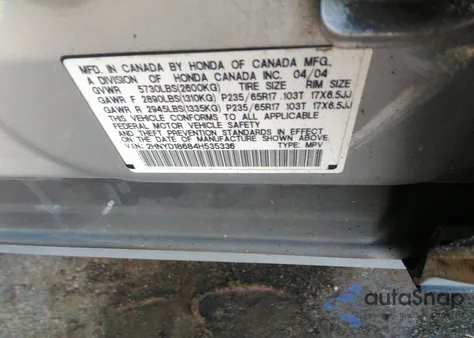 MFD. IN CANADA BY HONDA OF CANADA MFG.,
A DIVISION OF HONDA CANADA INC. 04/04
GVWR 5730LBS(2600KG) TIRE SIZE RIM SIZE
GAWR F 2890LBS(1310KG) P235/65R17 103T 17X6.5JJ
GAWR R 2945LBS(1335KG) P235/65R17 103T 17X6.5JJ
THIS VEHICLE CONFORMS TO ALL APPLICABLE
FEDERAL MOTOR VEHICLE SAFETY, BUMPER,
AND THEFT PREVENTION STANDARDS IN EFFECT
ON THE DATE OF MANUFACTURE SHOWN ABOVE.
V.I.N.: 2HNYD18684H535336 TYPE: MPV
autoSnap